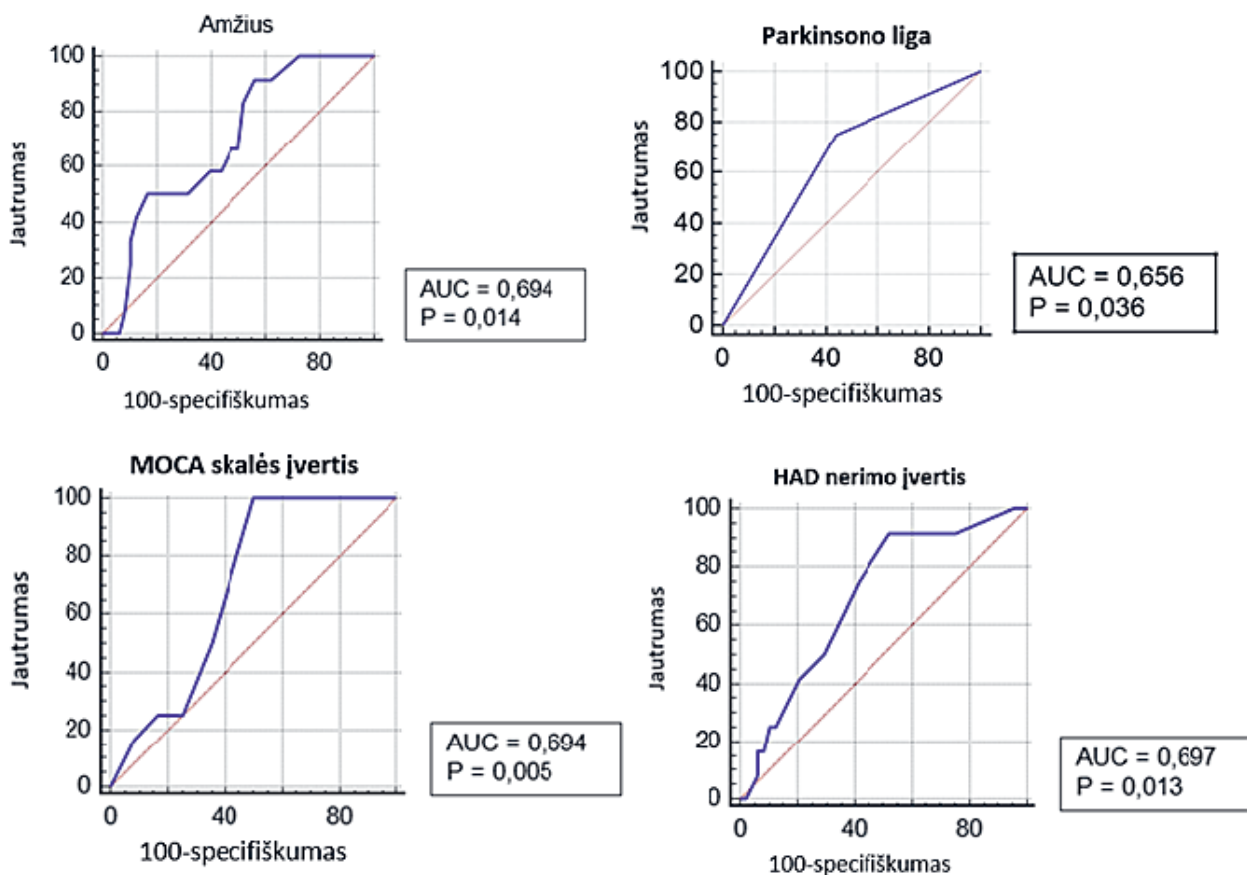 Amžius
100
80
60
40
20
0
Jautrumas
0 40 80
100-specifiškumas
AUC = 0,694
P = 0,014
Parkinsono liga
100
80
60
40
20
0
Jautrumas
0 40 80
100-specifiškumas
AUC = 0,656
P = 0,036
MOCA skalės įvertis
100
80
60
40
20
0
Jautrumas
0 40 80
100-specifiškumas
AUC = 0,694
P = 0,005
HAD nerimo įvertis
100
80
60
40
20
0
Jautrumas
0 40 80
100-specifiškumas
AUC = 0,697
P = 0,013